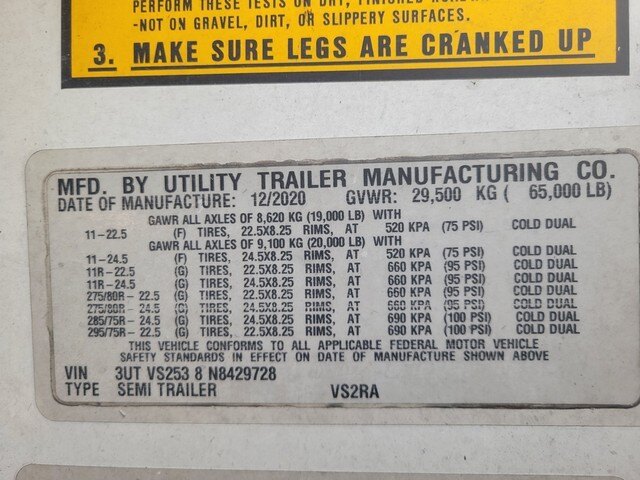 PERFORM THESE TESTS ON DRY, FINISHED
-NOT ON GRAVEL, DIRT, OR SLIPPERY SURFACES.
3. MAKE SURE LEGS ARE CRANKED UP
MFD. BY UTILITY TRAILER MANUFACTURING CO.
DATE OF MANUFACTURE: 12/2020 GVWR: 29,500 KG ( 65,000 LB)
GAWR ALL AXLES OF 8,620 KG (19,000 LB) WITH
11-22.5 (F) TIRES, 22.5X8.25 RIMS, AT 520 KPA (75 PSI) COLD DUAL
GAWR ALL AXLES OF 9,100 KG (20,000 LB) WITH
11-24.5 (F) TIRES, 24.5X8.25 RIMS, AT 520 KPA (75 PSI) COLD DUAL
11R-22.5 (G) TIRES, 22.5X8.25 RIMS, AT 660 KPA (95 PSI) COLD DUAL
11R-24.5 (G) TIRES, 24.5X8.25 RIMS, AT 660 KPA (95 PSI) COLD DUAL
275/80R-22.5 (G) TIRES, 22.5X8.25 RIMS, AT 660 KPA (95 PSI) COLD DUAL
275/80R-24.5 (G) TIRES, 24.5X8.25 RIMS, AT 660 KPA (95 PSI) COLD DUAL
285/75R-24.5 (G) TIRES, 24.5X8.25 RIMS, AT 690 KPA (100 PSI) COLD DUAL
295/75R-22.5 (G) TIRES, 22.5X8.25 RIMS, AT 690 KPA (100 PSI) COLD DUAL
THIS VEHICLE CONFORMS TO ALL APPLICABLE FEDERAL MOTOR VEHICLE
SAFETY STANDARDS IN EFFECT ON DATE OF MANUFACTURE SHOWN ABOVE
VIN 3UT VS253 8 N8429728
TYPE SEMI TRAILER VS2RA